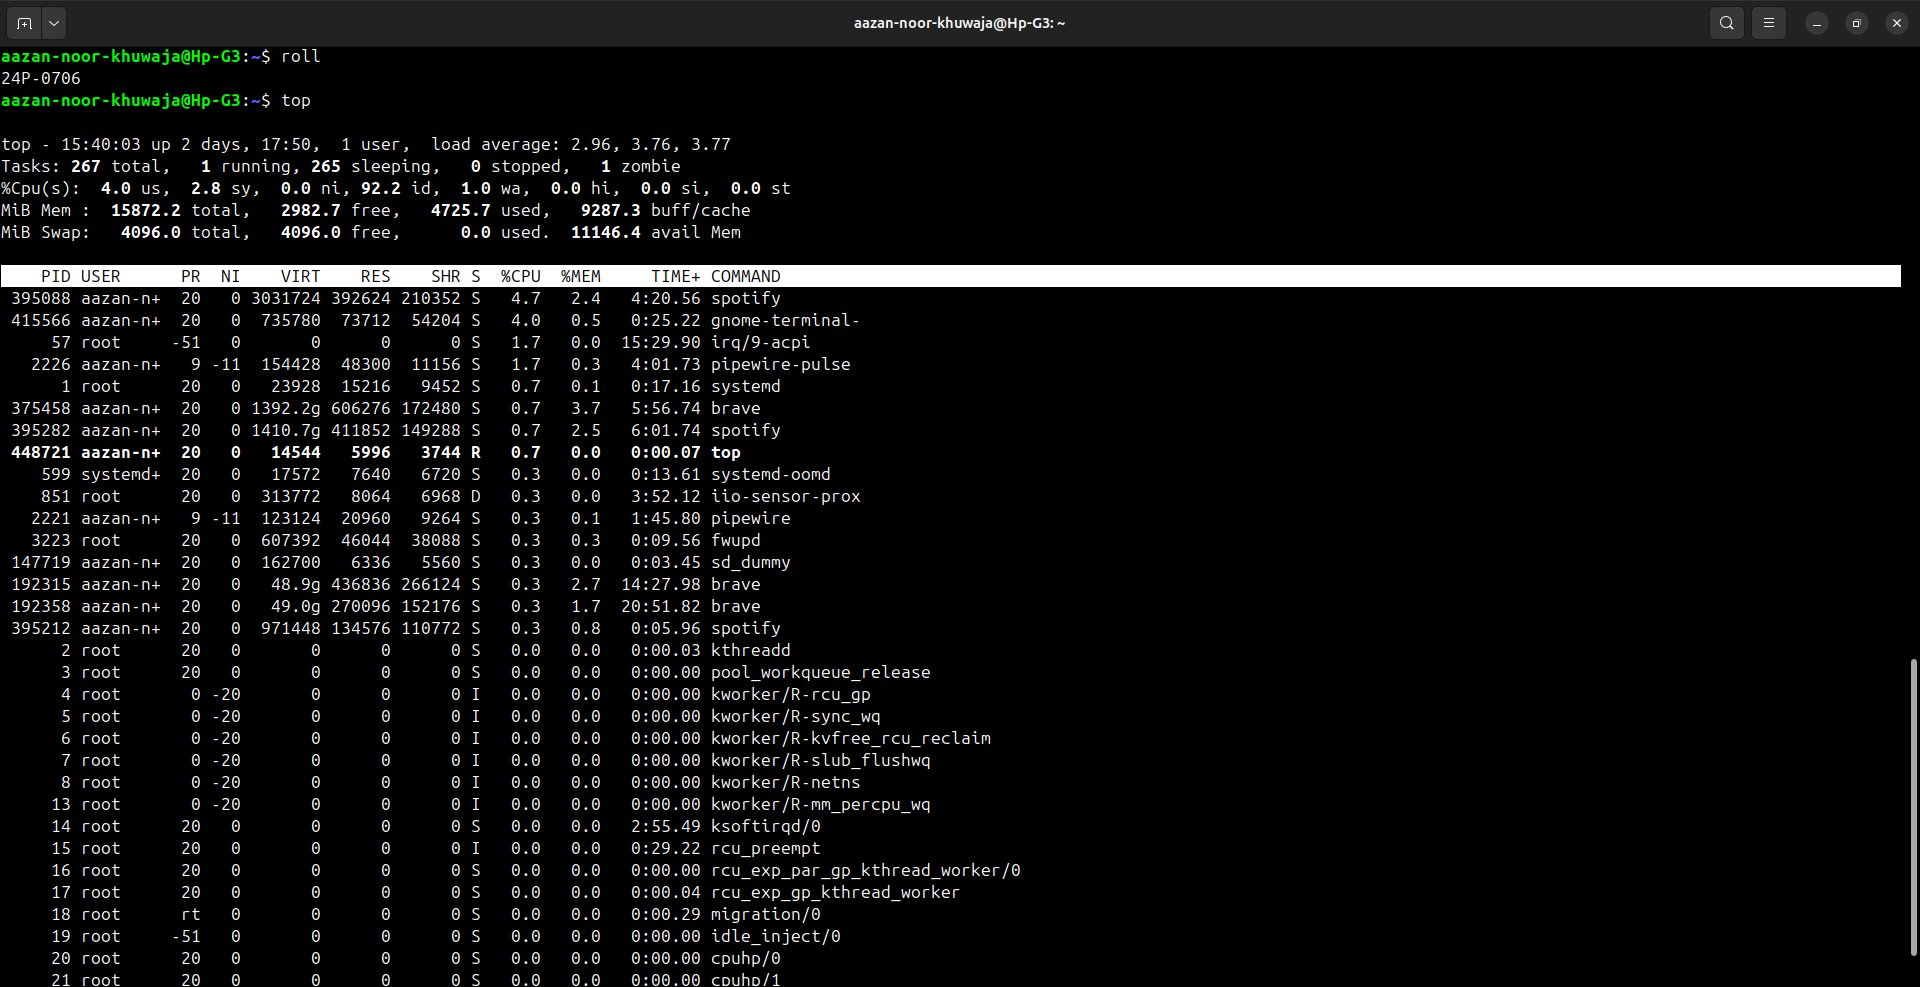 aazan-noor-khuwaja@Hp-G3: ~
aazan-noor-khuwaja@Hp-G3:~$ roll
24P-0706
aazan-noor-khuwaja@Hp-G3:~$ top
top - 15:40:03 up 2 days, 17:50,  1 user,  load average: 2.96, 3.76, 3.77
Tasks: 267 total,   1 running, 265 sleeping,   0 stopped,   1 zombie
%Cpu(s):  4.0 us,  2.8 sy,  0.0 ni, 92.2 id,  1.0 wa,  0.0 hi,  0.0 si,  0.0 st
MiB Mem :  15872.2 total,   2982.7 free,   4725.7 used,   9287.3 buff/cache
MiB Swap:   4096.0 total,   4096.0 free,      0.0 used.  11146.4 avail Mem
    PID USER      PR  NI    VIRT    RES    SHR S  %CPU  %MEM     TIME+ COMMAND
 395088 aazan-n+  20   0 3031724 392624 210352 S   4.7   2.4   4:20.56 spotify
 415566 aazan-n+  20   0  735780  73712  54204 S   4.0   0.5   0:25.22 gnome-terminal-
     57 root     -51   0       0      0      0 S   1.7   0.0  15:29.90 irq/9-acpi
   2226 aazan-n+   9 -11  154428  48300  11156 S   1.7   0.3   4:01.73 pipewire-pulse
      1 root      20   0   23928  15216   9452 S   0.7   0.1   0:17.16 systemd
 375458 aazan-n+  20   0 1392.2g 606276 172480 S   0.7   3.7   5:56.74 brave
 395282 aazan-n+  20   0 1410.7g 411852 149288 S   0.7   2.5   6:01.74 spotify
 448721 aazan-n+  20   0   14544   5996   3744 R   0.7   0.0   0:00.07 top
    599 systemd+  20   0   17572   7640   6720 S   0.3   0.0   0:13.61 systemd-oomd
    851 root      20   0  313772   8064   6968 D   0.3   0.0   3:52.12 iio-sensor-prox
   2221 aazan-n+   9 -11  123124  20960   9264 S   0.3   0.1   1:45.80 pipewire
   3223 root      20   0  607392  46044  38088 S   0.3   0.3   0:09.56 fwupd
 147719 aazan-n+  20   0  162700   6336   5560 S   0.3   0.0   0:03.45 sd_dummy
 192315 aazan-n+  20   0   48.9g 436836 266124 S   0.3   2.7  14:27.98 brave
 192358 aazan-n+  20   0   49.0g 270096 152176 S   0.3   1.7  20:51.82 brave
 395212 aazan-n+  20   0  971448 134576 110772 S   0.3   0.8   0:05.96 spotify
      2 root      20   0       0      0      0 S   0.0   0.0   0:00.03 kthreadd
      3 root      20   0       0      0      0 S   0.0   0.0   0:00.00 pool_workqueue_release
      4 root       0 -20       0      0      0 I   0.0   0.0   0:00.00 kworker/R-rcu_gp
      5 root       0 -20       0      0      0 I   0.0   0.0   0:00.00 kworker/R-sync_wq
      6 root       0 -20       0      0      0 I   0.0   0.0   0:00.00 kworker/R-kvfree_rcu_reclaim
      7 root       0 -20       0      0      0 I   0.0   0.0   0:00.00 kworker/R-slub_flushwq
      8 root       0 -20       0      0      0 I   0.0   0.0   0:00.00 kworker/R-netns
     13 root       0 -20       0      0      0 I   0.0   0.0   0:00.00 kworker/R-mm_percpu_wq
     14 root      20   0       0      0      0 S   0.0   0.0   2:55.49 ksoftirqd/0
     15 root      20   0       0      0      0 I   0.0   0.0   0:29.22 rcu_preempt
     16 root      20   0       0      0      0 S   0.0   0.0   0:00.00 rcu_exp_par_gp_kthread_worker/0
     17 root      20   0       0      0      0 S   0.0   0.0   0:00.04 rcu_exp_gp_kthread_worker
     18 root      rt   0       0      0      0 S   0.0   0.0   0:00.29 migration/0
     19 root     -51   0       0      0      0 S   0.0   0.0   0:00.00 idle_inject/0
     20 root      20   0       0      0      0 S   0.0   0.0   0:00.00 cpuhp/0
     21 root      20   0       0      0      0 S   0.0   0.0   0:00.00 cpuhp/1